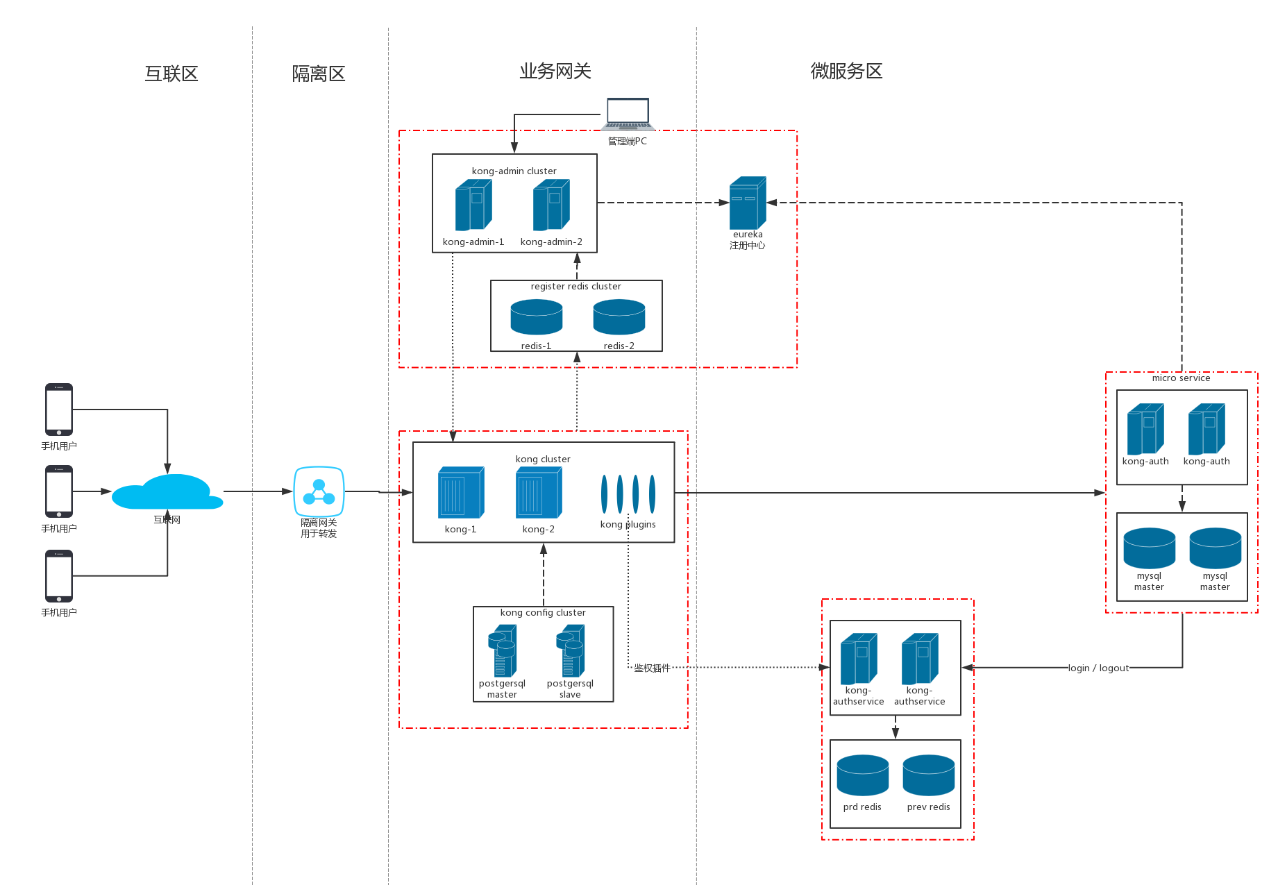 互联区
隔离区
业务网关
微服务区
管理端PC
kong-admin cluster
kong-admin-1
kong-admin-2
eureka
注册中心
register redis cluster
redis-1
redis-2
micro service
kong-auth
kong-auth
mysql
master
mysql
master
手机用户
手机用户
手机用户
互联网
隔离网关
用于转发
kong cluster
kong-1
kong-2
kong plugins
kong config cluster
postgersql
master
postgersql
slave
鉴权插件
login / logout
kong-
authservice
kong-
authservice
prd redis
prev redis